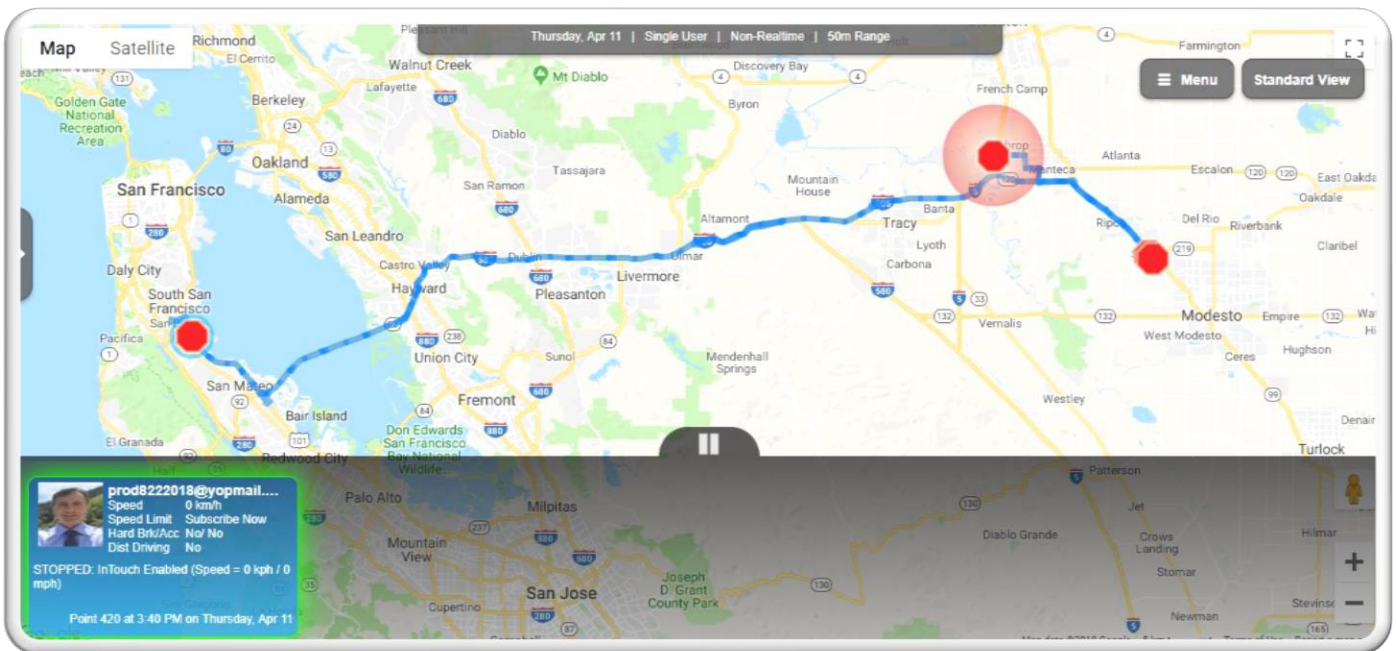 Thursday, Apr 11 | Single User | Non-Realtime | 50m Range
Map
Satellite
Menu
Standard View
Richmond
El Cerrito
Pleasant Hill
Walnut Creek
Lafayette
Mt Diablo
Discovery Bay
Byron
Farmington
French Camp
Golden Gate
National
Recreation
Area
Berkeley
Oakland
Alameda
San Francisco
Diablo
Tassajara
San Ramon
Mountain
House
Atlanta
Manteca
Escalon
Oakdale
San Leandro
Altamont
Tracy
Banta
Lyoth
Carbona
Del Rio
Riverbank
Claribel
Daly City
Castro Valley
Hayward
Dublin
Livermore
Pleasanton
South San
Francisco
Pacifica
Union City
Sunol
Mendenhall
Springs
Vernalis
Modesto
Empire
West Modesto
Ceres
Hughson
San Mateo
Fremont
Westley
Bair Island
El Granada
Don Edwards
San Francisco
Bay National
Wildlife...
Redwood City
Turlock
Denair
Patterson
Palo Alto
Milpitas
Mountain
View
Diablo Grande
Jet
Crows
Landing
Hilmar
Stomar
Joseph
D. Grant
County Park
San Jose
Cupertino
Newman
prod8222018@yopmail....
Speed 0 km/h
Speed Limit Subscribe Now
Hard Brk/Acc No/ No
Dist Driving No
STOPPED: InTouch Enabled (Speed = 0 kph / 0
mph)
Point 420 at 3:40 PM on Thursday, Apr 11